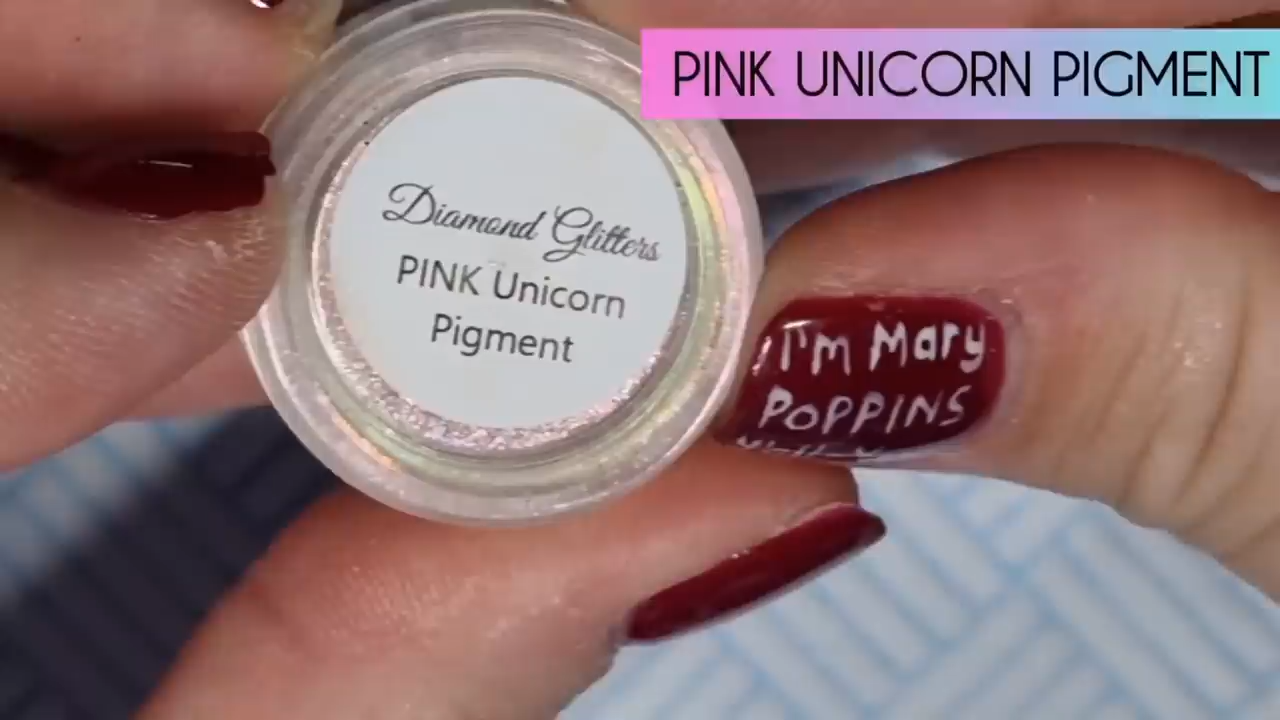 PINK UNICORN PIGMENT
Diamond Glitters
PINK Unicorn
Pigment
I'm Mary
POPPINS